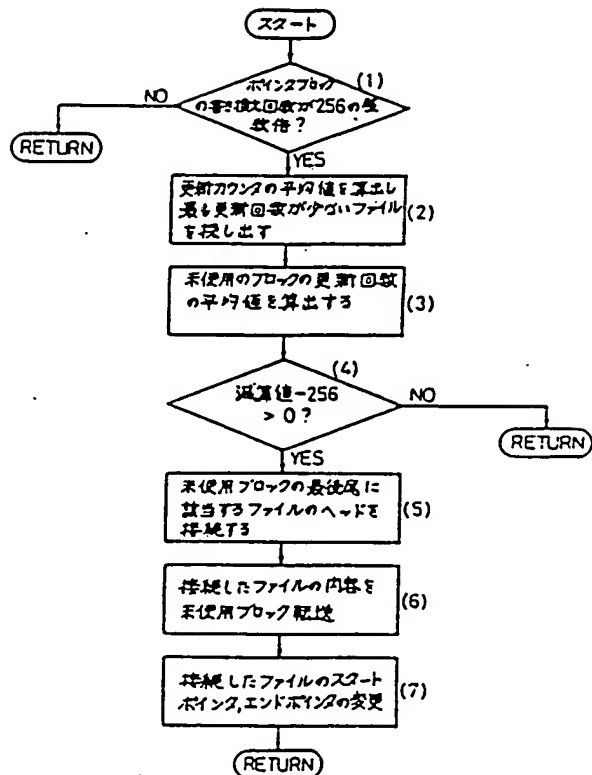 スタート
(1)
ポインタブロック
の書き換え回数が256の整
数倍?
NO
RETURN
YES
更新カウンタの平均値を算出し
最も更新回数が少ないファイル
を探し出す
(2)
未使用のブロックの更新回数
の平均値を算出する
(3)
(4)
減算値-256
>0?
NO
RETURN
YES
未使用ブロックの最後尾に
該当するファイルのヘッドを
接続する
(5)
接続したファイルの内容を
未使用ブロック転送
(6)
接続したファイルのスタート
ポインタ,エンドポインタの変更
(7)
RETURN